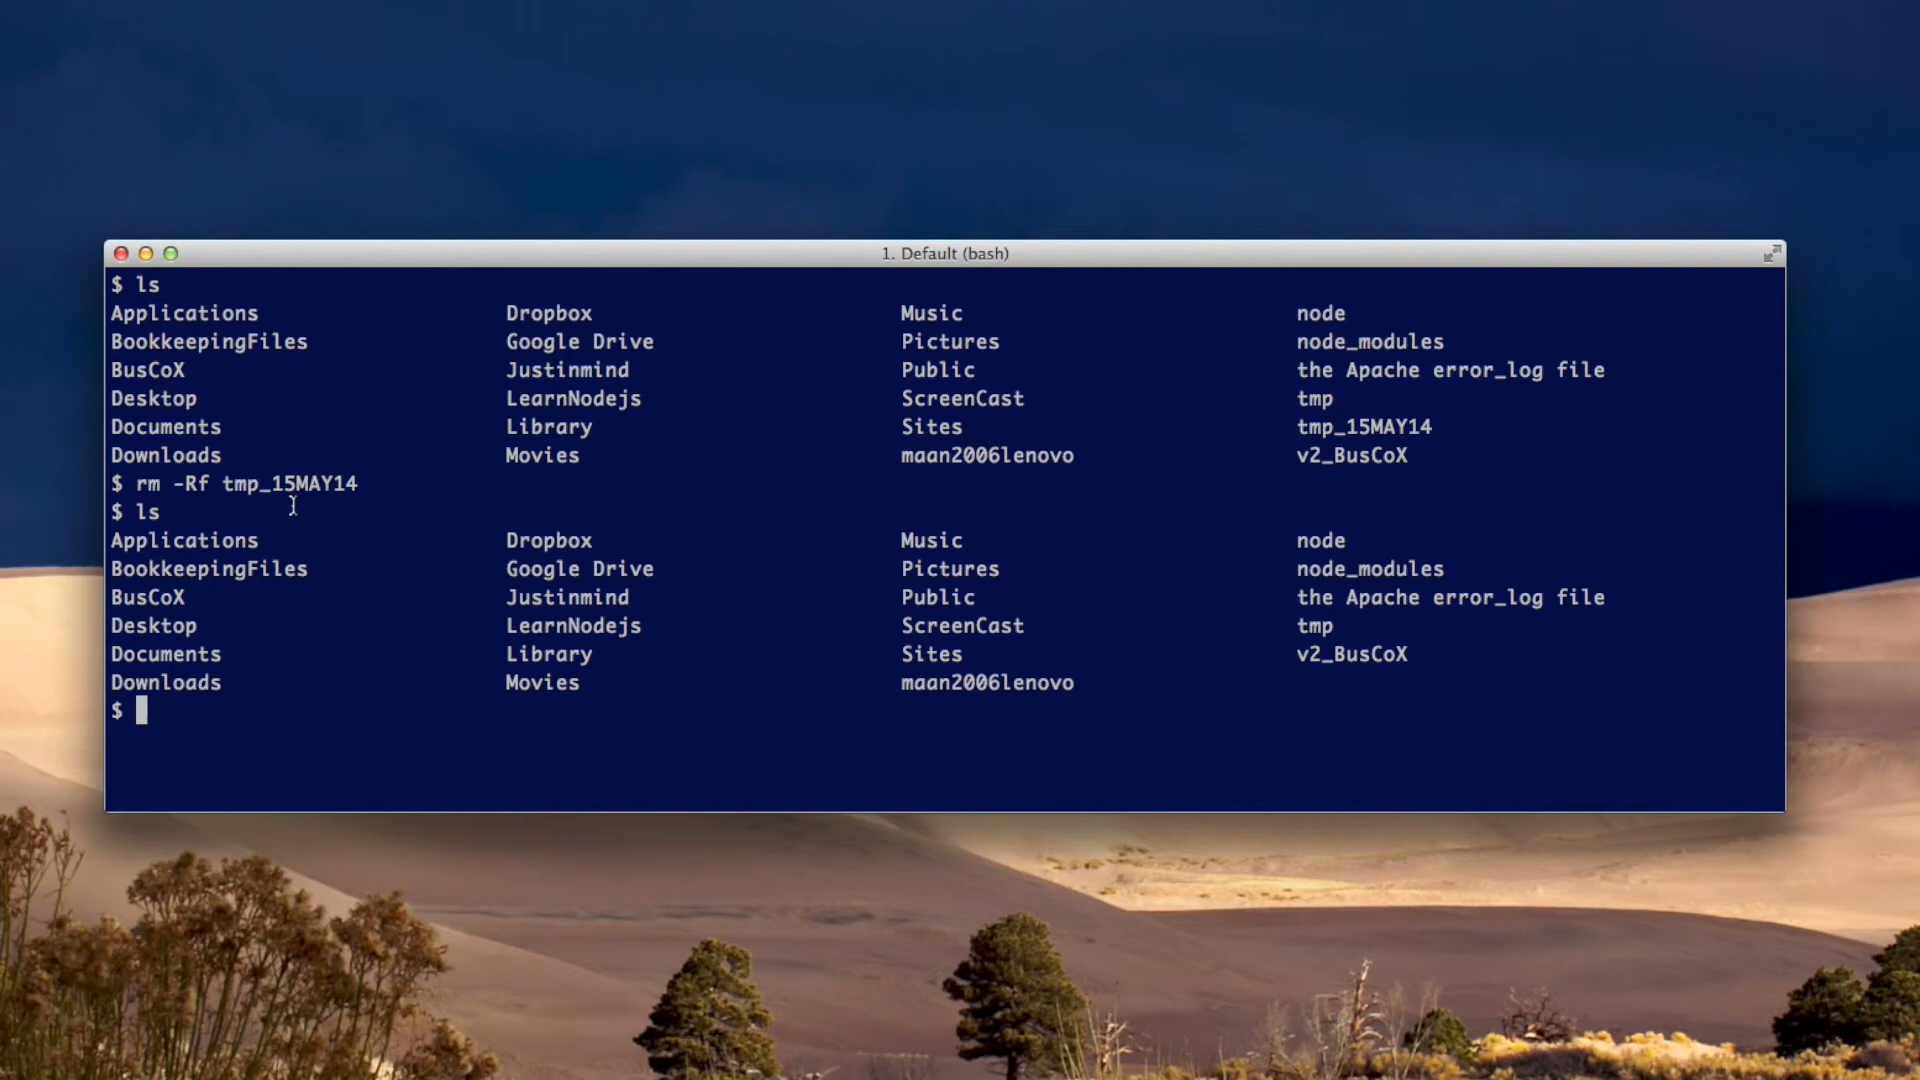 1. Default (bash)
$ ls
Applications Dropbox Music node
BookkeepingFiles Google Drive Pictures node_modules
BusCoX Justinmind Public the Apache error_log file
Desktop LearnNodejs ScreenCast tmp
Documents Library Sites tmp_15MAY14
Downloads Movies maan2006lenovo v2_BusCoX
$ rm -Rf tmp_15MAY14
$ ls
Applications Dropbox Music node
BookkeepingFiles Google Drive Pictures node_modules
BusCoX Justinmind Public the Apache error_log file
Desktop LearnNodejs ScreenCast tmp
Documents Library Sites v2_BusCoX
Downloads Movies maan2006lenovo
$